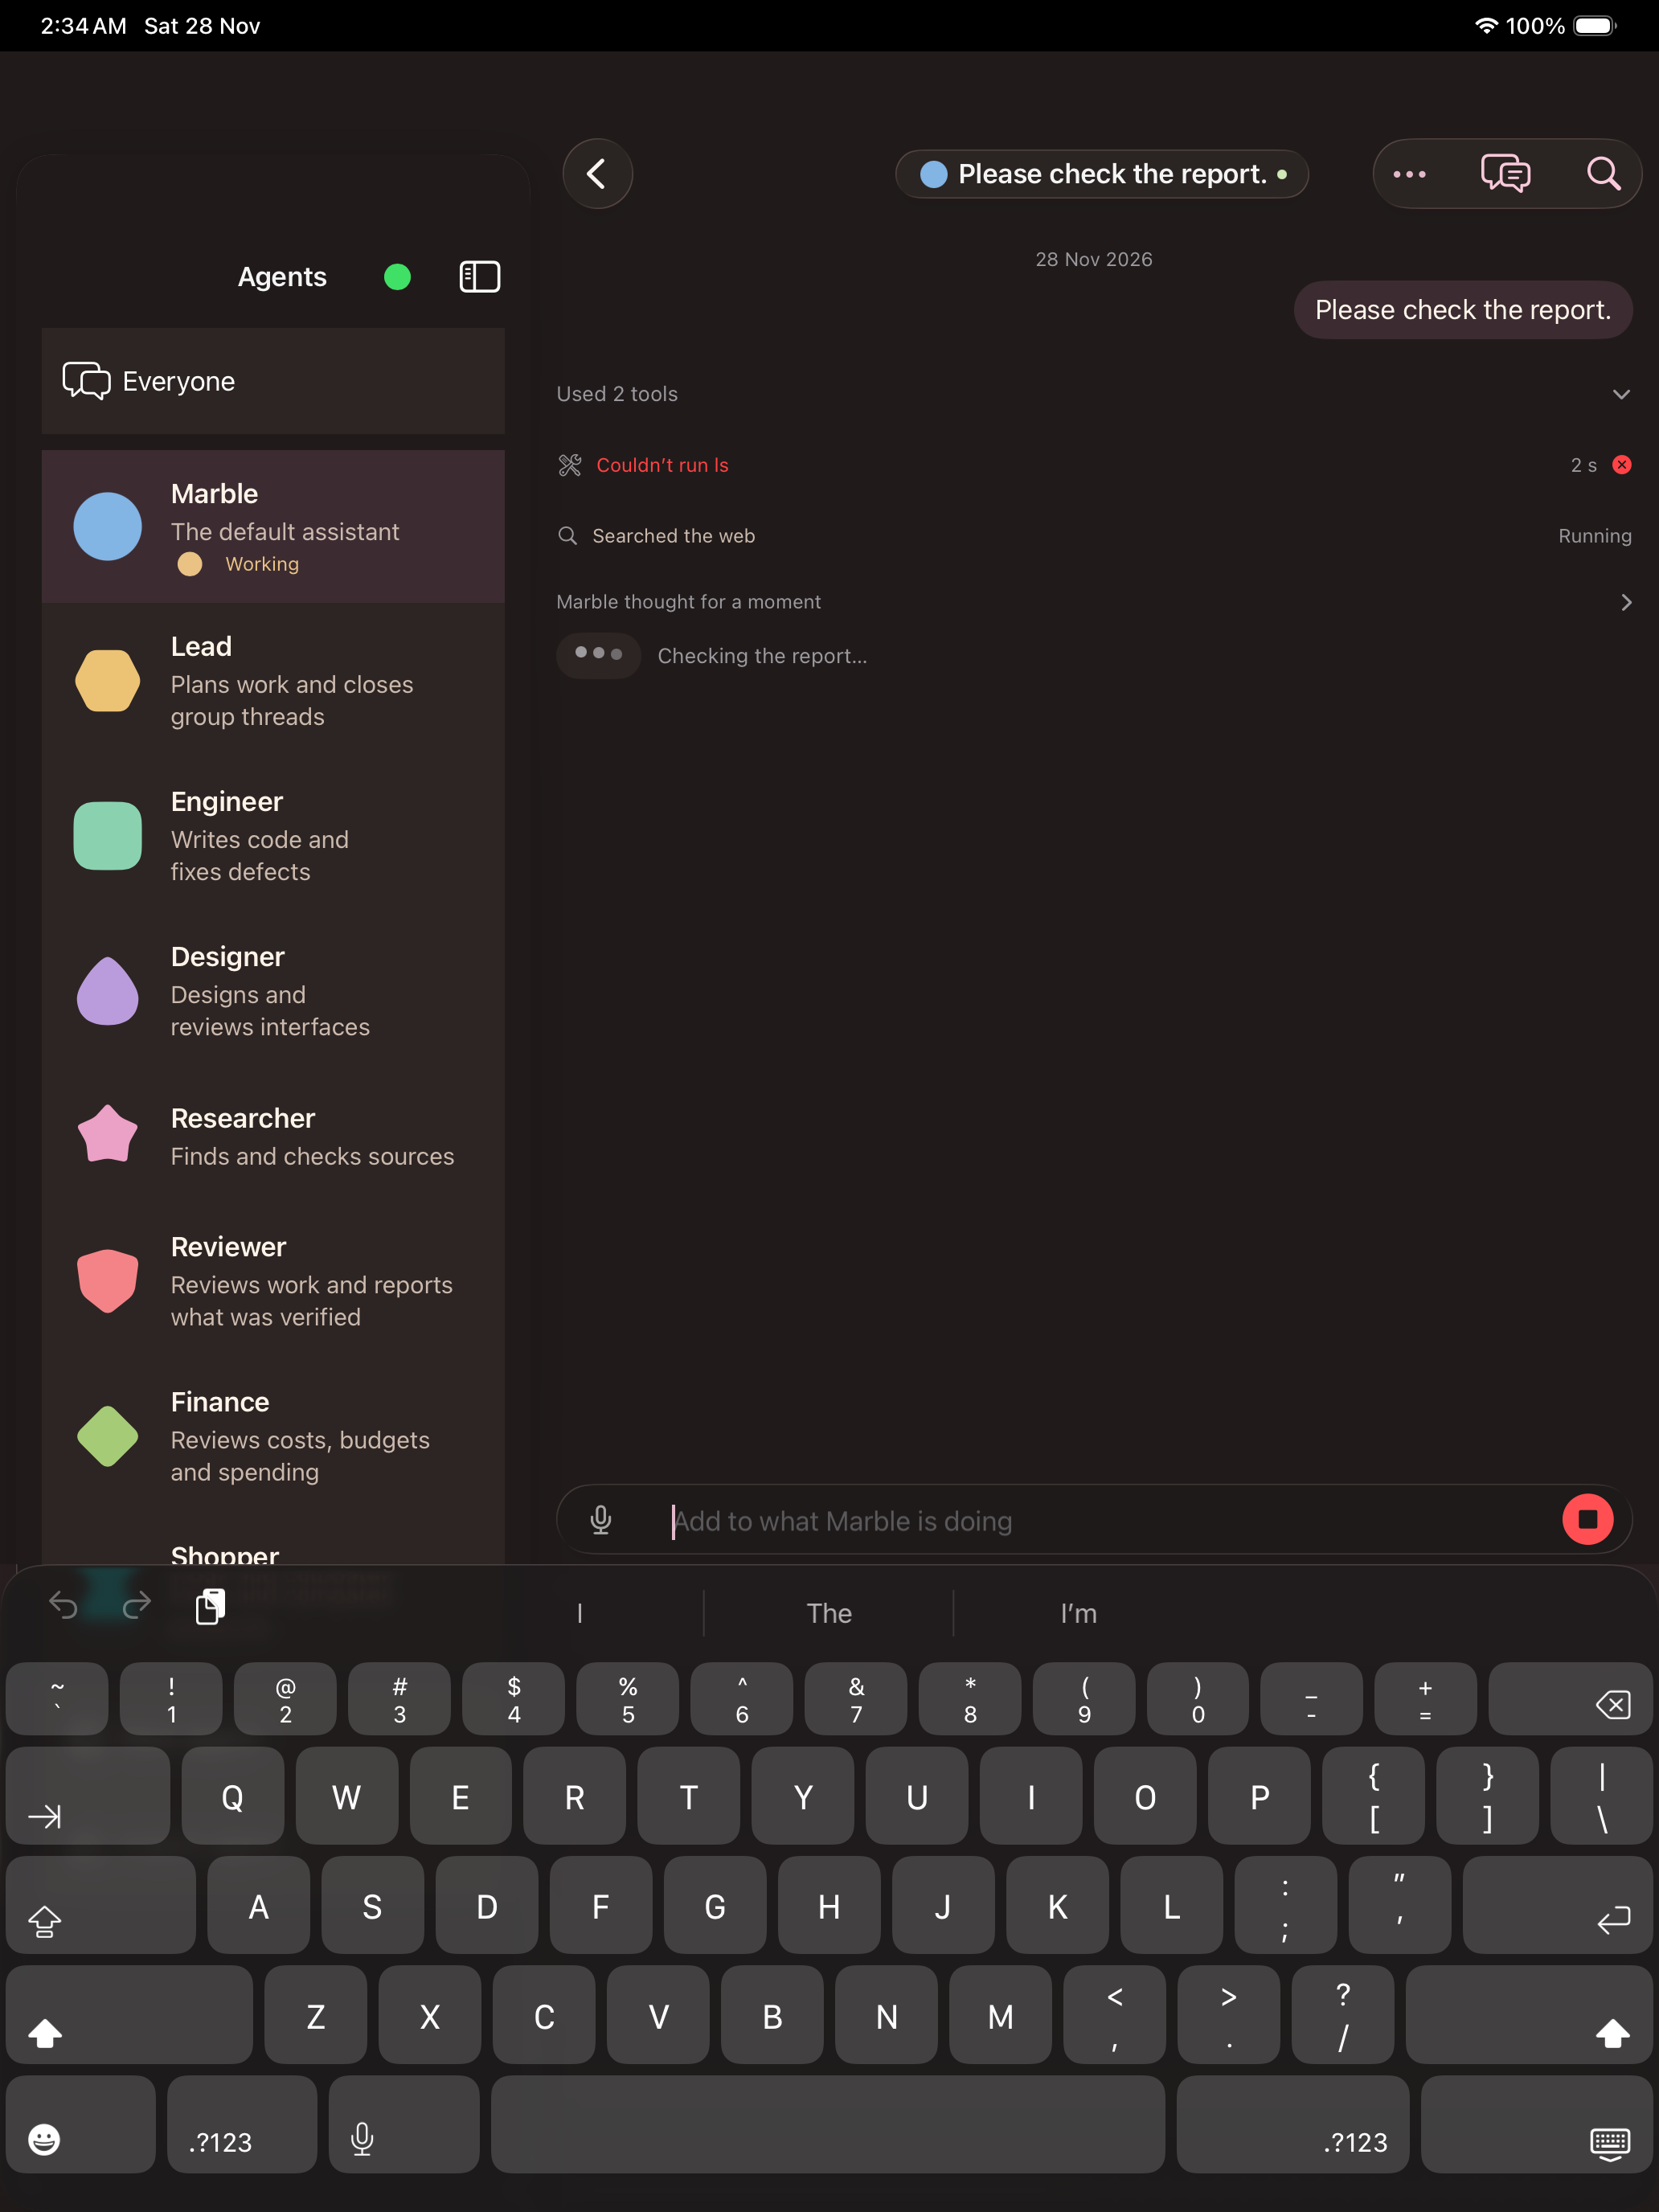 2:34 AM Sat 28 Nov
100%
Agents
Everyone
Marble
The default assistant
Working
Lead
Plans work and closes
group threads
Engineer
Writes code and
fixes defects
Designer
Designs and
reviews interfaces
Researcher
Finds and checks sources
Reviewer
Reviews work and reports
what was verified
Finance
Reviews costs, budgets
and spending
Shopper
Please check the report.
28 Nov 2026
Please check the report.
Used 2 tools
Couldn’t run ls
2 s
Searched the web
Running
Marble thought for a moment
Checking the report...
Add to what Marble is doing
I
The
I’m
~ ! @ # $ % ^ & * ( ) _ +
` 1 2 3 4 5 6 7 8 9 0 - =
Q W E R T Y U I O P { } |
[ ] \
A S D F G H J K L : "
; '
Z X C V B N M < > ?
, . /
.?123
.?123